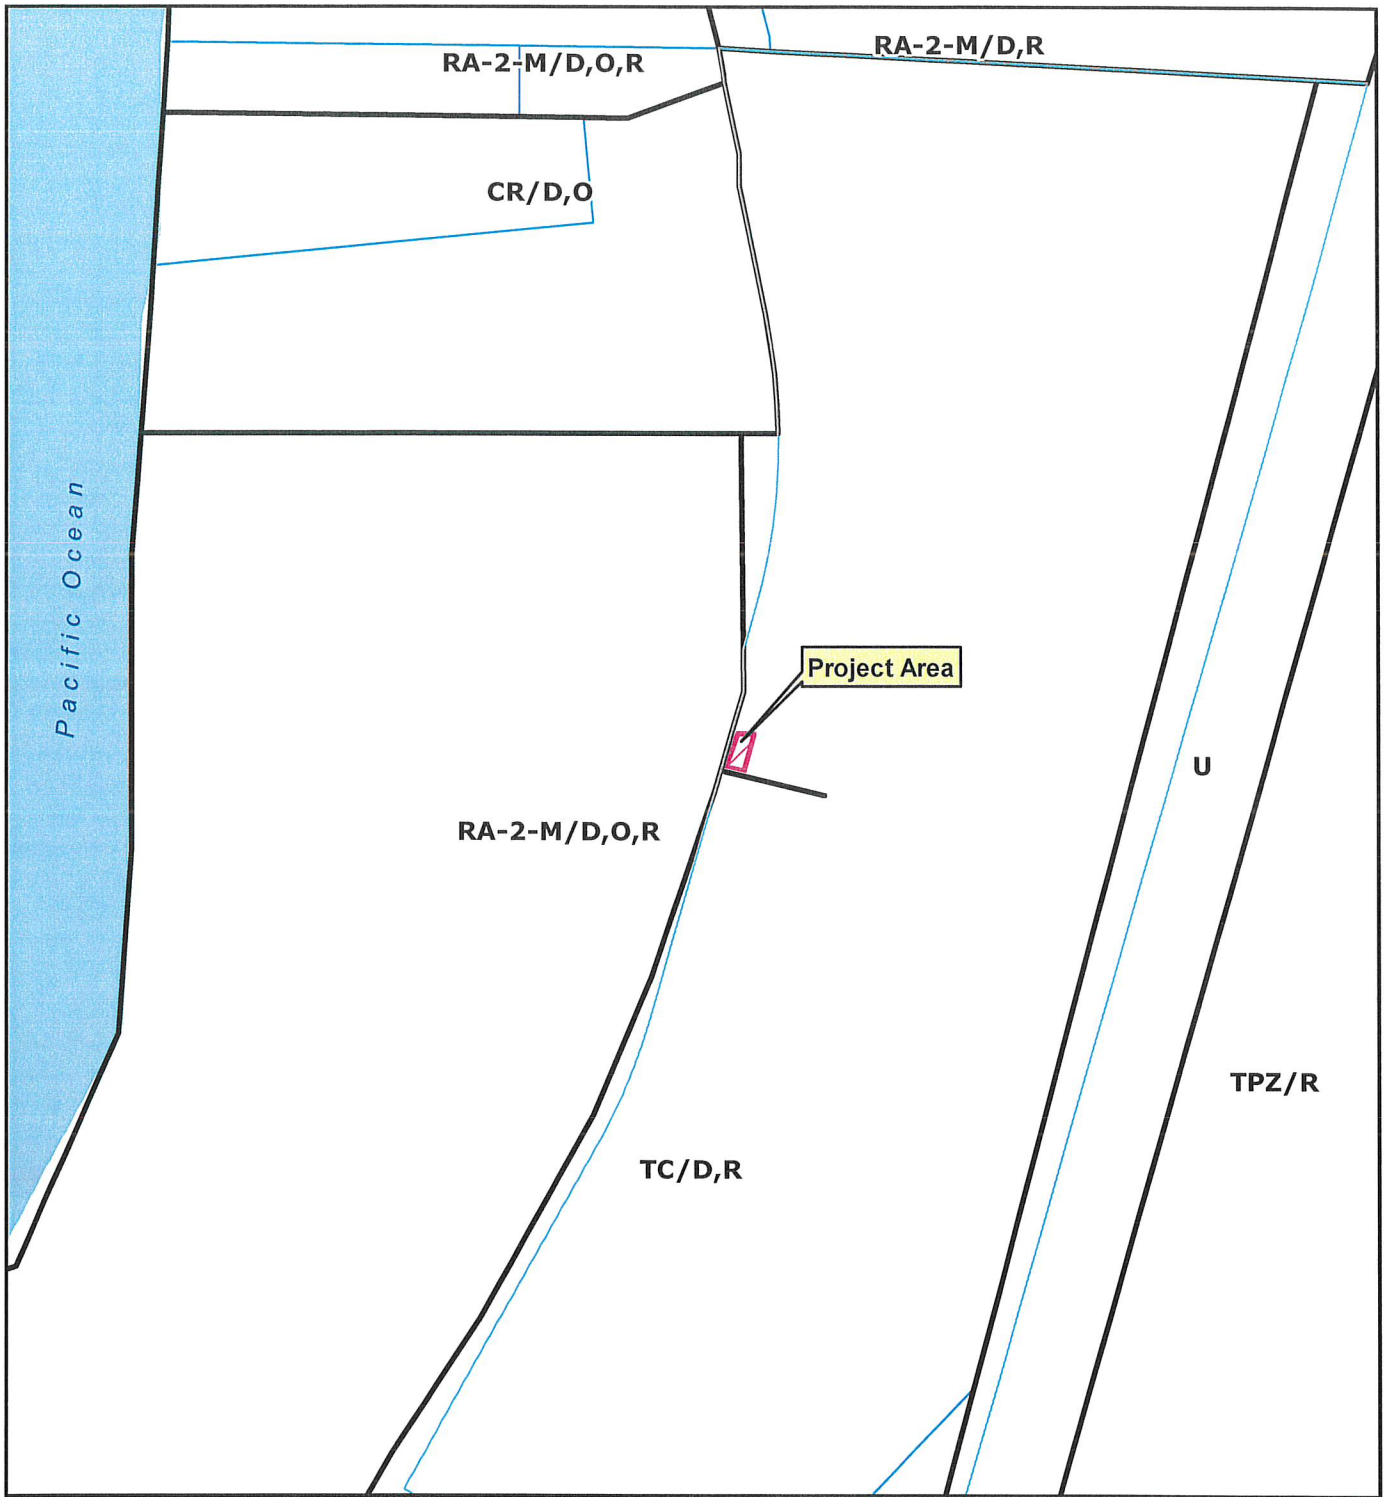 RA-2-M/D,R
RA-2-M/D,O,R
CR/D,O
Pacific Ocean
Project Area
U
RA-2-M/D,O,R
TPZ/R
TC/D,R